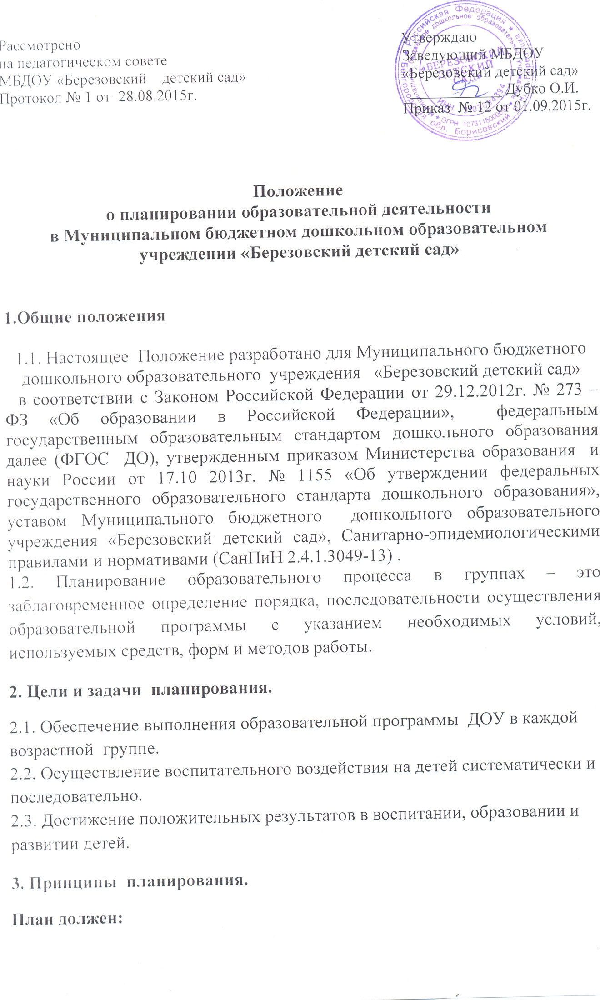 Рассмотрено
на педагогическом совете
МБДОУ «Березовский детский сад»
Протокол № 1 от 28.08.2015г.
Утверждаю
Заведующий МБДОУ
«Березовский детский сад»
____________ Дубко О.И.
Приказ № 12 от 01.09.2015г.
Российская Федерация
Белгородская обл. Борисовский
дошкольное образовательное учреждение
«БЕРЕЗОВСКИЙ
ДЕТСКИЙ
САД»
ИНН
ОГРН
Положение
о планировании образовательной деятельности
в Муниципальном бюджетном дошкольном образовательном
учреждении «Березовский детский сад»
1.Общие положения
1.1. Настоящее Положение разработано для Муниципального бюджетного
дошкольного образовательного учреждения «Березовский детский сад»
в соответствии с Законом Российской Федерации от 29.12.2012г. № 273 –
ФЗ «Об образовании в Российской Федерации», федеральным
государственным образовательным стандартом дошкольного образования
далее (ФГОС ДО), утвержденным приказом Министерства образования и
науки России от 17.10 2013г. № 1155 «Об утверждении федеральных
государственного образовательного стандарта дошкольного образования»,
уставом Муниципального бюджетного дошкольного образовательного
учреждения «Березовский детский сад», Санитарно-эпидемиологическими
правилами и нормативами (СанПиН 2.4.1.3049-13) .
1.2. Планирование образовательного процесса в группах – это
заблаговременное определение порядка, последовательности осуществления
образовательной программы с указанием необходимых условий,
используемых средств, форм и методов работы.
2. Цели и задачи планирования.
2.1. Обеспечение выполнения образовательной программы ДОУ в каждой
возрастной группе.
2.2. Осуществление воспитательного воздействия на детей систематически и
последовательно.
2.3. Достижение положительных результатов в воспитании, образовании и
развитии детей.
3. Принципы планирования.
План должен: